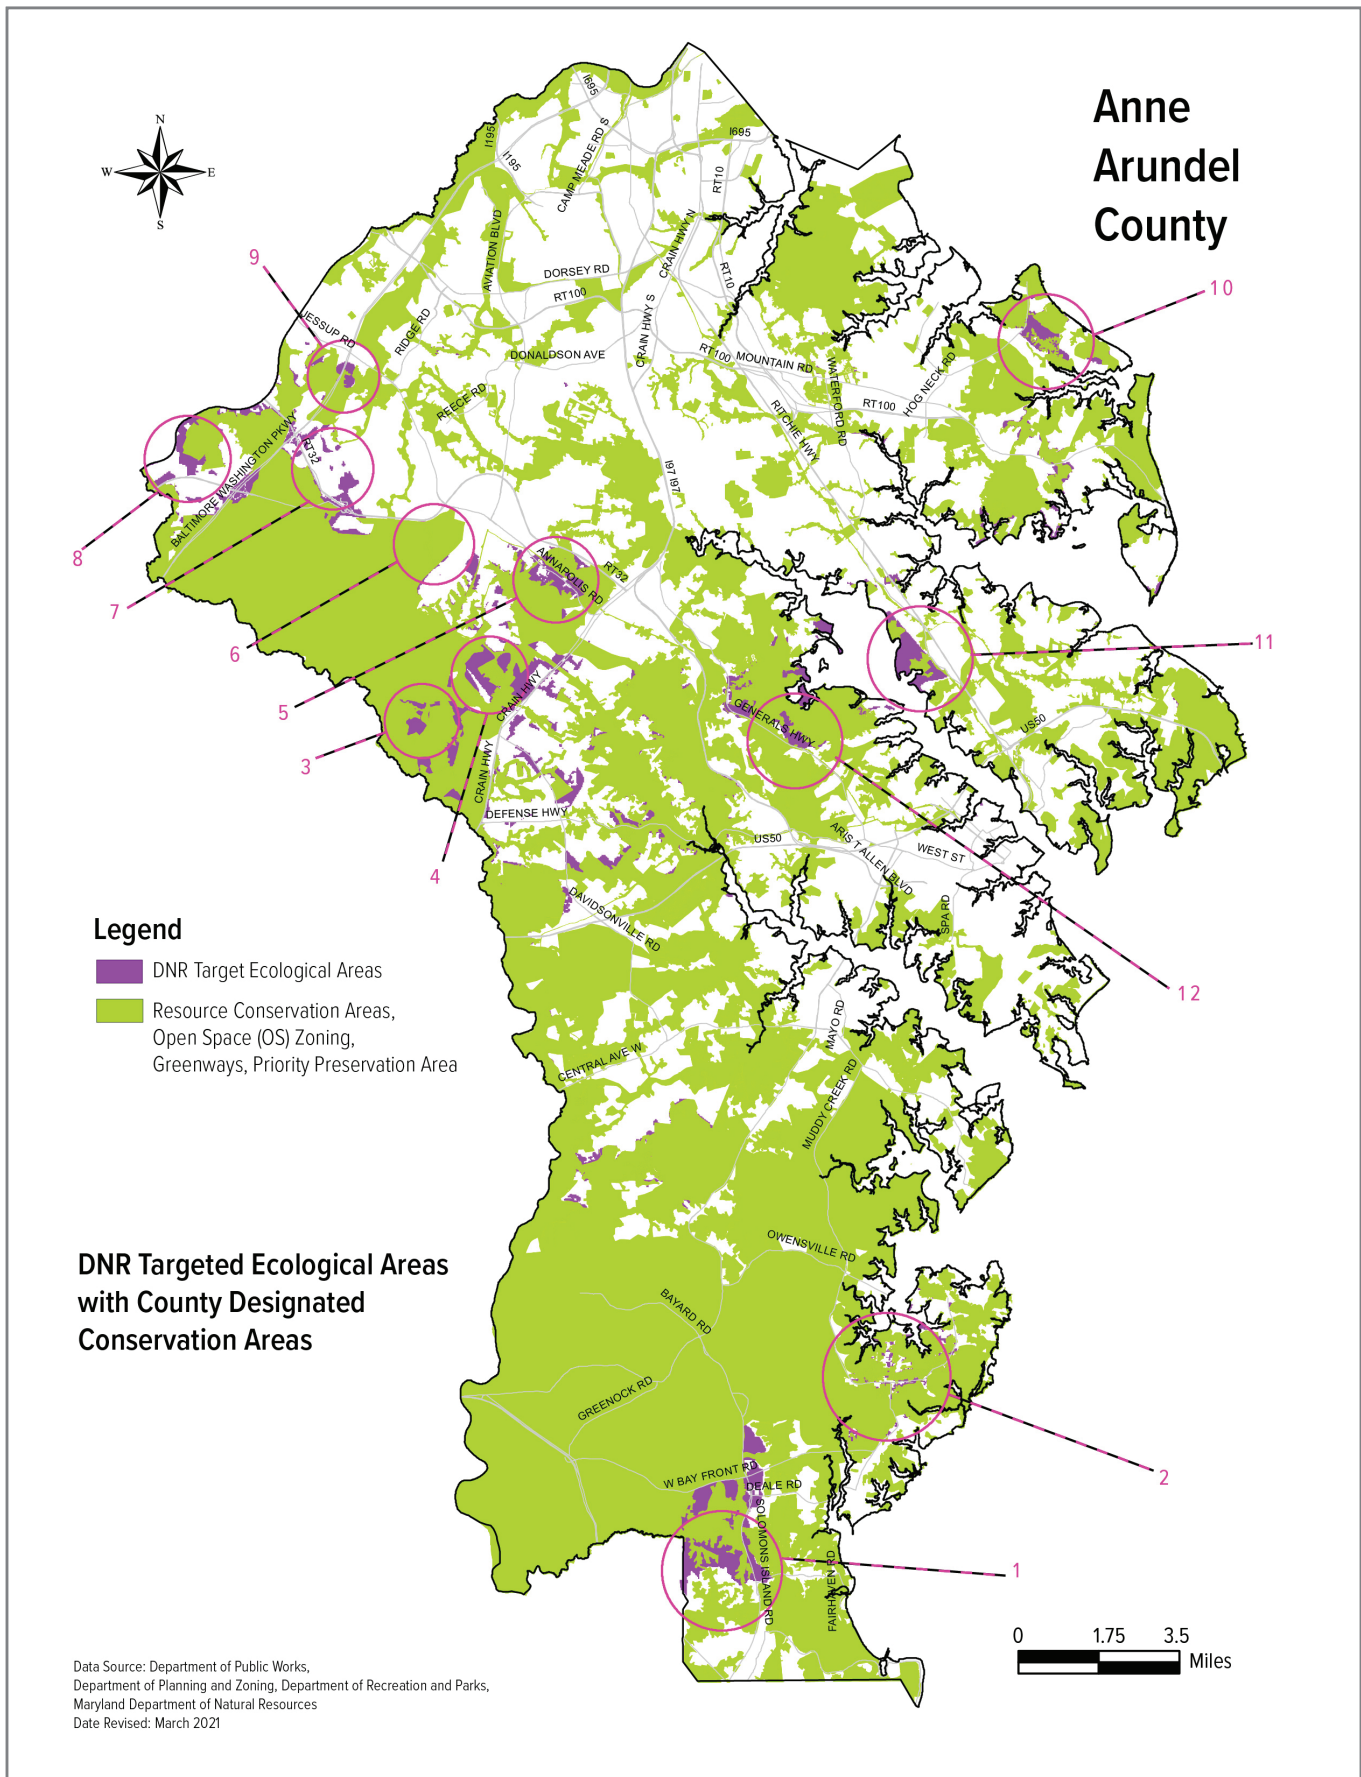 Anne
Arundel
County
N
W
E
S
I695
I195
I195
CAMP MEADE RD S
I695
RT10
AVIATION BLVD
CRAIN HWY N
9
DORSEY RD
RT10
RT100
10
JESSUP RD
RIDGE RD
CRAIN HWY S
DONALDSON AVE
RT100
MOUNTAIN RD
WATERFORD RD
HOG NECK RD
REECE RD
RT100
RITCHIE HWY
BALTIMORE WASHINGTON PKWY
RT32
I97
I97
8
ANNAPOLIS RD
RT32
7
6
11
5
CRAIN HWY
GENERALS HWY
US50
3
CRAIN HWY
DEFENSE HWY
US50
ARIS T ALLEN BLVD
WEST ST
4
DAVIDSONVILLE RD
SPA RD
12
Legend
DNR Target Ecological Areas
Resource Conservation Areas,
Open Space (OS) Zoning,
Greenways, Priority Preservation Area
MAYO RD
CENTRAL AVE W
MUDDY CREEK RD
OWENSVILLE RD
DNR Targeted Ecological Areas
with County Designated
Conservation Areas
BAYARD RD
GREENOCK RD
2
W BAY FRONT RD
DEALE RD
SOLOMONS ISLAND RD
FAIRHAVEN RD
1
0 1.75 3.5
Miles
Data Source: Department of Public Works,
Department of Planning and Zoning, Department of Recreation and Parks,
Maryland Department of Natural Resources
Date Revised: March 2021